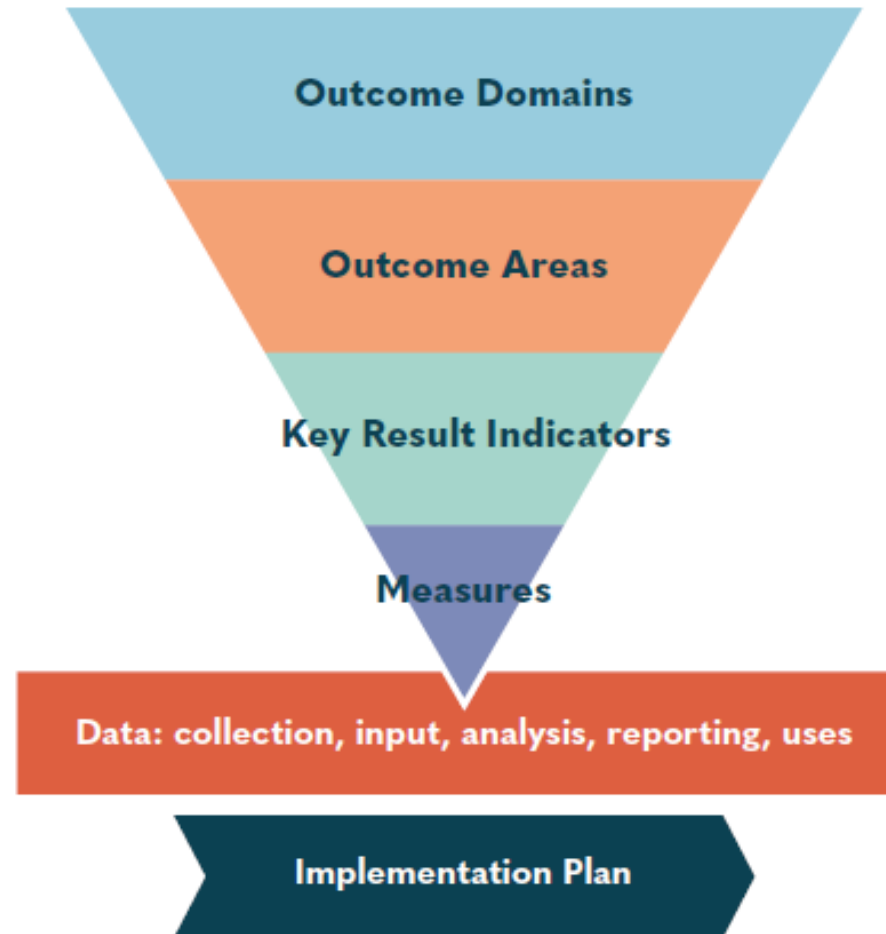 Outcome Domains
Outcome Areas
Key Result Indicators
Measures
Data: collection, input, analysis, reporting, uses
Implementation Plan